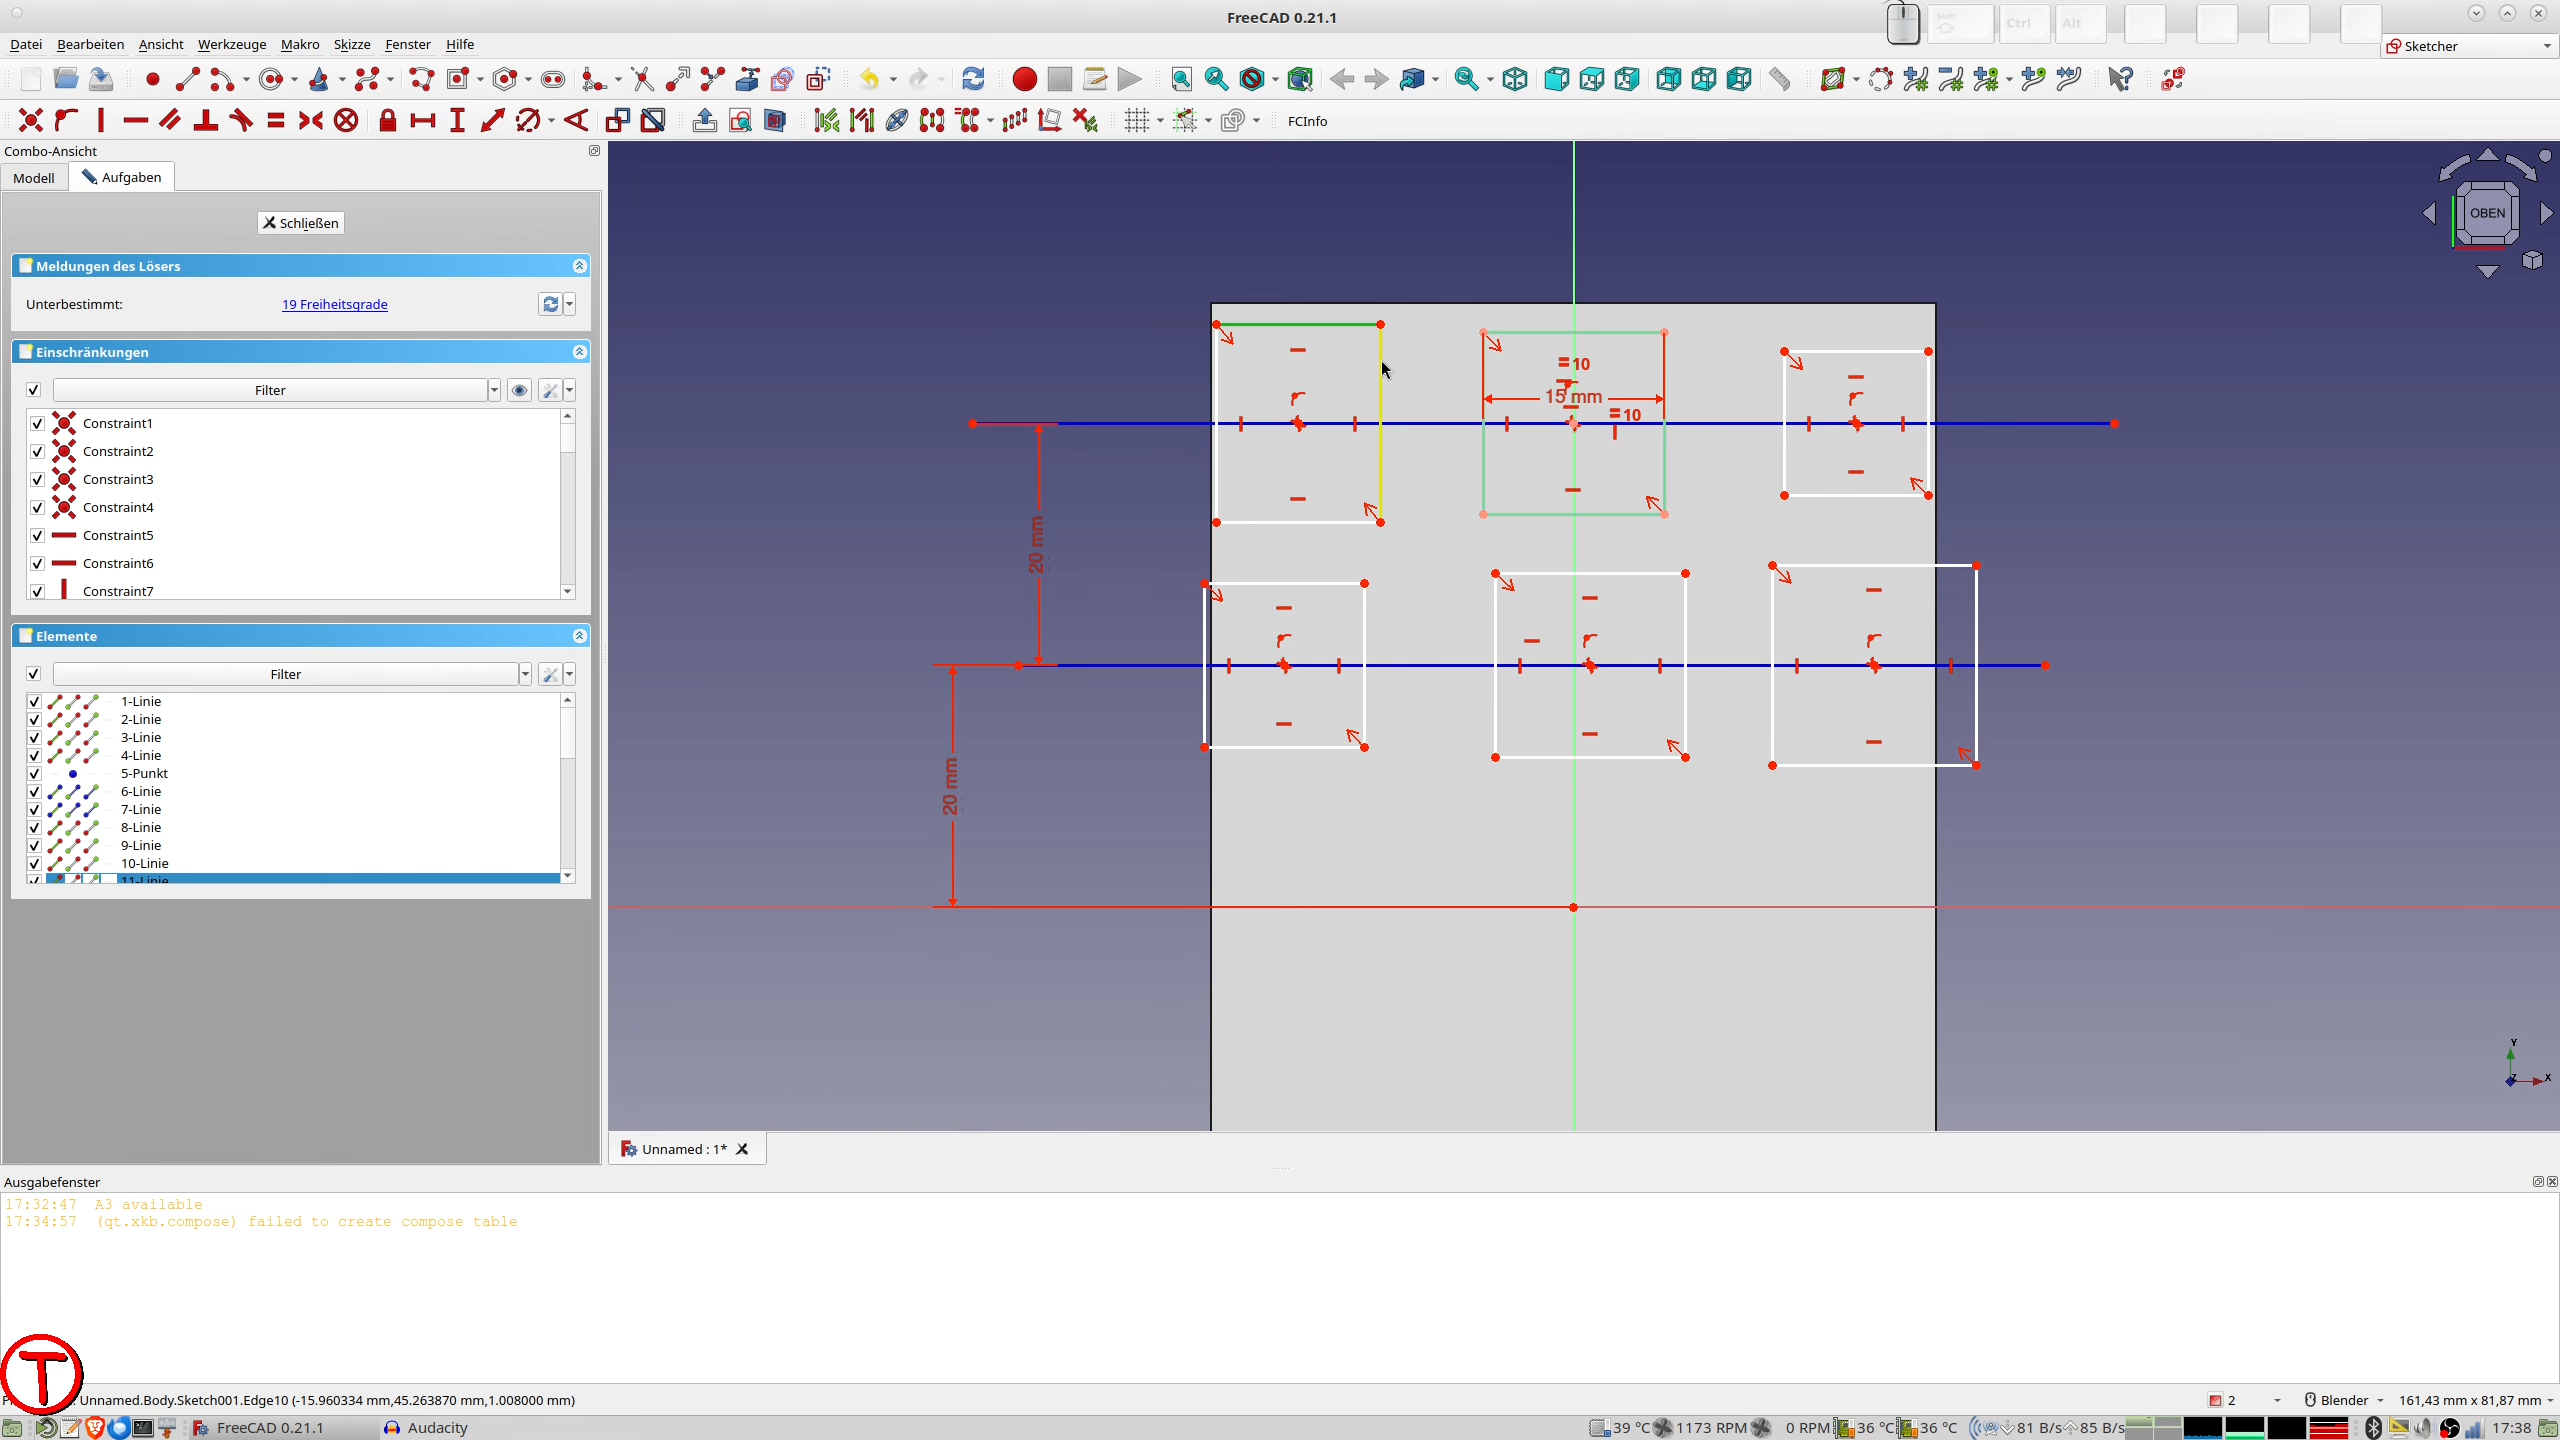 FreeCAD 0.21.1
Shift
Ctrl
Alt
Datei Bearbeiten Ansicht Werkzeuge Makro Skizze Fenster Hilfe
Sketcher
FCInfo
Combo-Ansicht
Modell
Aufgaben
Schließen
OBEN
Meldungen des Lösers
Unterbestimmt: 19 Freiheitsgrade
Einschränkungen
Filter
Constraint1
Constraint2
Constraint3
Constraint4
Constraint5
Constraint6
Constraint7
Elemente
Filter
1-Linie
2-Linie
3-Linie
4-Linie
5-Punkt
6-Linie
7-Linie
8-Linie
9-Linie
10-Linie
11-Linie
10
15 mm
10
20 mm
20 mm
Y
Z
X
Unnamed : 1*
Ausgabefenster
17:32:47 A3 available
17:34:57 (qt.xkb.compose) failed to create compose table
T
Unnamed.Body.Sketch001.Edge10 (-15.960334 mm,45.263870 mm,1.008000 mm)
2
Blender
161,43 mm x 81,87 mm
FreeCAD 0.21.1
Audacity
39 °C
1173 RPM
0 RPM
36 °C
36 °C
81 B/s
85 B/s
17:38